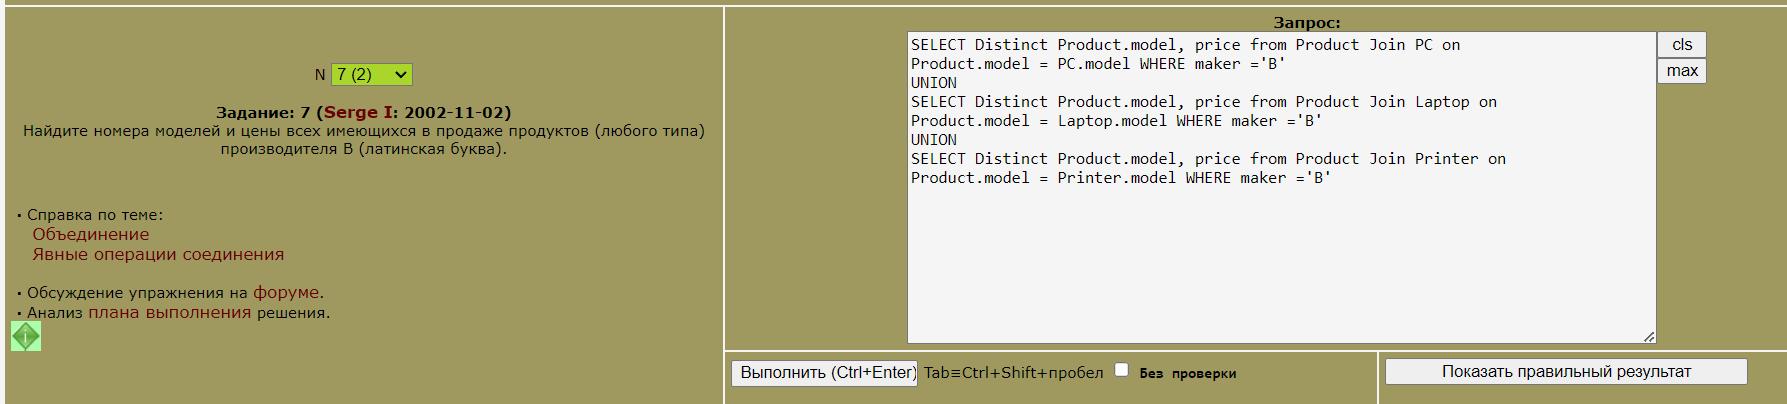 N 7 (2)
Задание: 7 (Serge I: 2002-11-02)
Найдите номера моделей и цены всех имеющихся в продаже продуктов (любого типа)
производителя B (латинская буква).
• Справка по теме:
Объединение
Явные операции соединения
• Обсуждение упражнения на форуме.
• Анализ плана выполнения решения.
Запрос:
SELECT Distinct Product.model, price from Product Join PC on
Product.model = PC.model WHERE maker ='B'
UNION
SELECT Distinct Product.model, price from Product Join Laptop on
Product.model = Laptop.model WHERE maker ='B'
UNION
SELECT Distinct Product.model, price from Product Join Printer on
Product.model = Printer.model WHERE maker ='B'
cls
max
Выполнить (Ctrl+Enter) Tab≡Ctrl+Shift+пробел Без проверки
Показать правильный результат